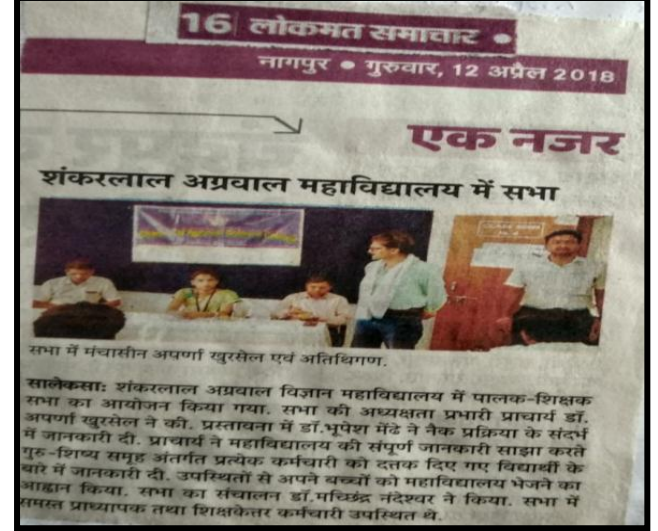 16 लोकमत समाचार •
नागपुर • गुरुवार, 12 अप्रैल 2018
एक नजर
शंकरलाल अग्रवाल महाविद्यालय में सभा
सभा में मंचासीन अपर्णा खुरसेल एवं अतिथिगण.
सालेकसा: शंकरलाल अग्रवाल विज्ञान महाविद्यालय में पालक-शिक्षक
सभा का आयोजन किया गया. सभा की अध्यक्षता प्रभारी प्राचार्य डॉ.
अपर्णा खुरसेल ने की. प्रस्तावना में डॉ.भूपेश मेंढे ने नैक प्रक्रिया के संदर्भ
में जानकारी दी. प्राचार्य ने महाविद्यालय की संपूर्ण जानकारी साझा करते
गुरु-शिष्य समूह अंतर्गत प्रत्येक कर्मचारी को दत्तक दिए गए विद्यार्थी के
बारे में जानकारी दी. उपस्थितों से अपने बच्चों को महाविद्यालय भेजने का
आह्वान किया. सभा का संचालन डॉ.मच्छिंद्र नंदेश्वर ने किया. सभा में
समस्त प्राध्यापक तथा शिक्षकेत्तर कर्मचारी उपस्थित थे.